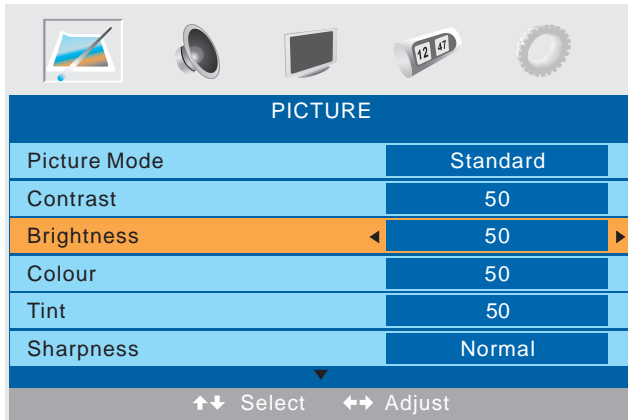 12 47
PICTURE
Picture Mode Standard
Contrast 50
Brightness 50
Colour 50
Tint 50
Sharpness Normal
Select Adjust